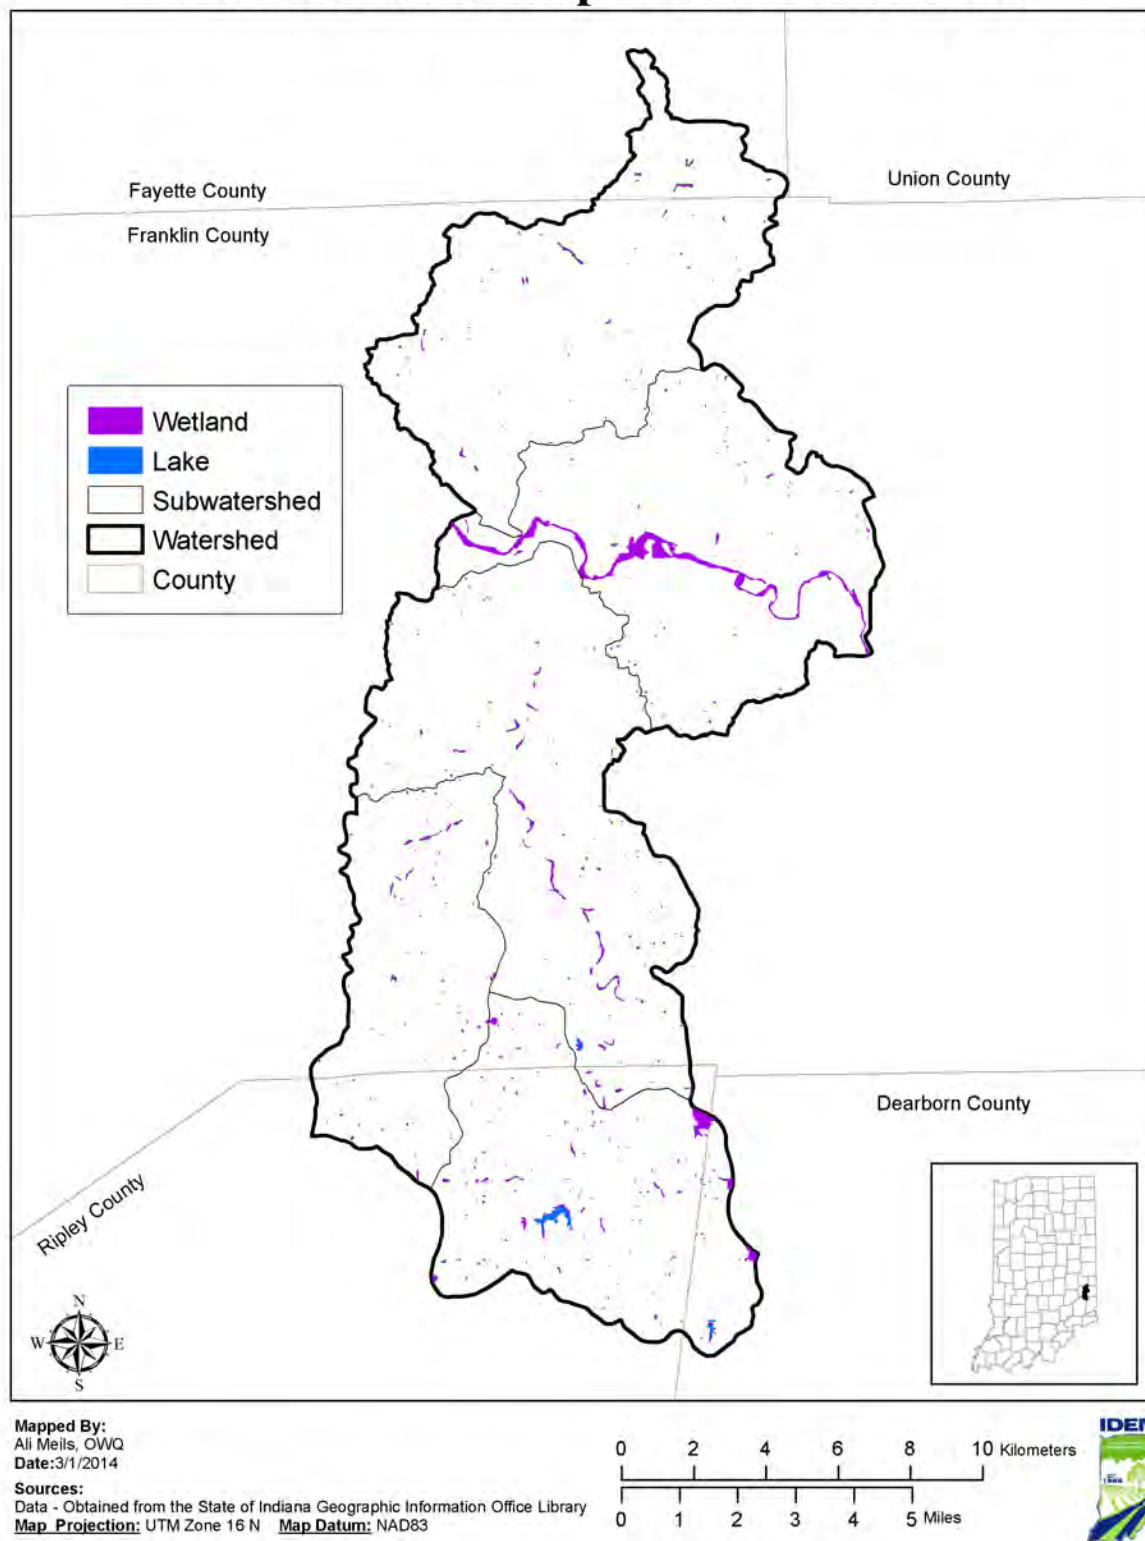 Fayette County
Union County
Franklin County
Wetland
Lake
Subwatershed
Watershed
County
Dearborn County
Ripley County
N
W E
S
Mapped By:
Ali Meils, OWQ
Date:3/1/2014
Sources:
Data - Obtained from the State of Indiana Geographic Information Office Library
Map Projection: UTM Zone 16 N Map Datum: NAD83
0 2 4 6 8 10 Kilometers
0 1 2 3 4 5 Miles
IDEM